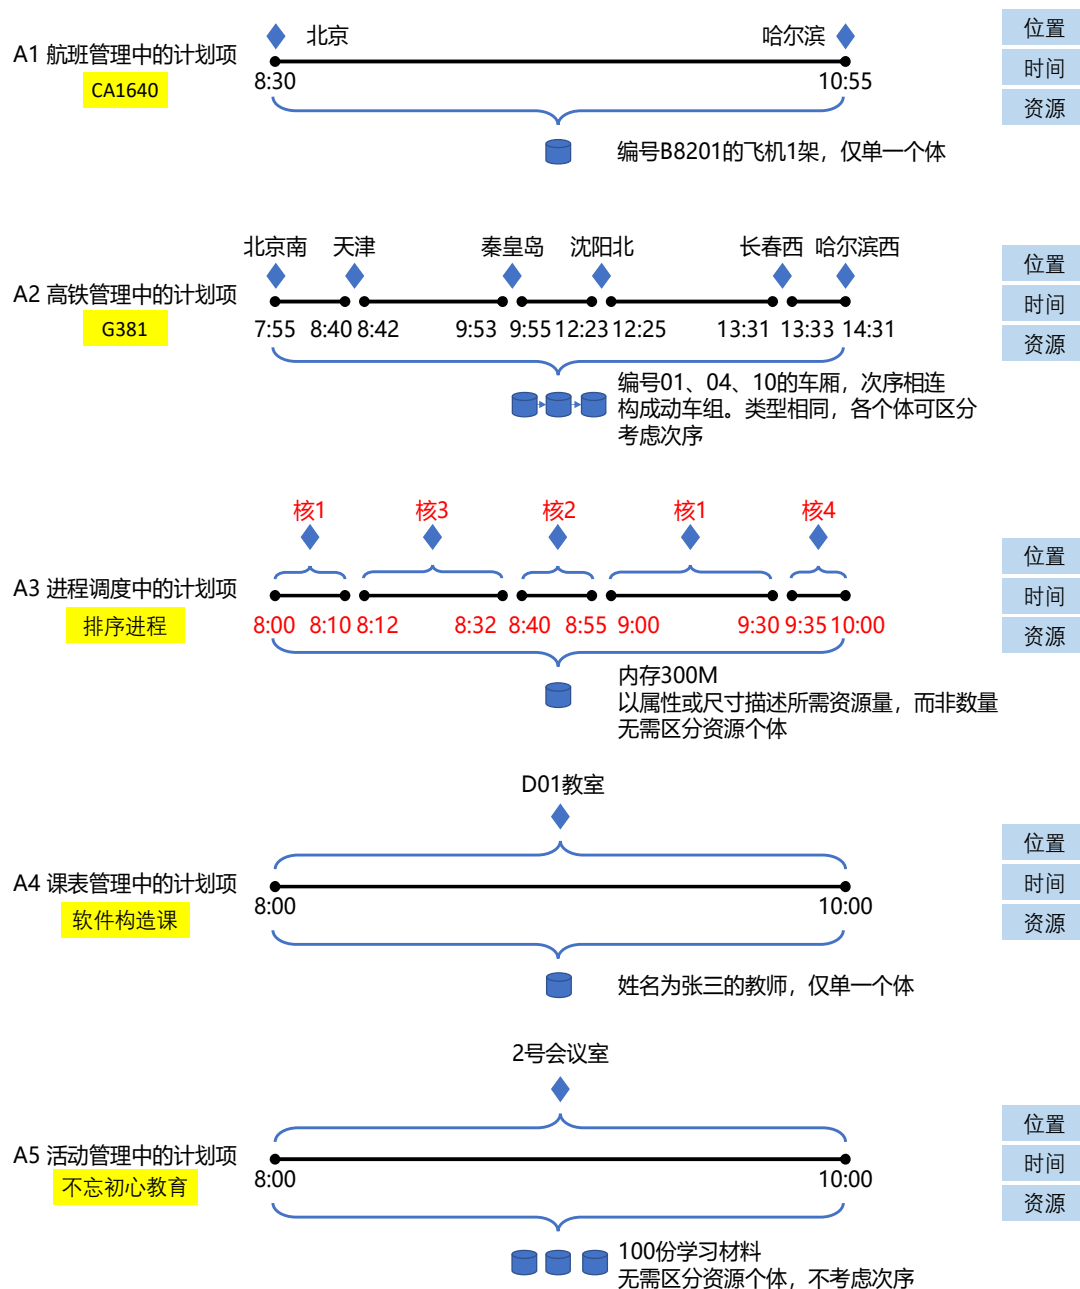 北京
哈尔滨
位置
A1 航班管理中的计划项
时间
CA1640
8:30
10:55
资源
编号B8201的飞机1架，仅单一个体
北京南
天津
秦皇岛
沈阳北
长春西
哈尔滨西
位置
A2 高铁管理中的计划项
时间
G381
7:55
8:40
8:42
9:53
9:55
12:23
12:25
13:31
13:33
14:31
资源
编号01、04、10的车厢，次序相连
构成动车组。类型相同，各个体可区分
考虑次序
核1
核3
核2
核1
核4
位置
A3 进程调度中的计划项
时间
排序进程
8:00
8:10
8:12
8:32
8:40
8:55
9:00
9:30
9:35
10:00
资源
内存300M
以属性或尺寸描述所需资源量，而非数量
无需区分资源个体
D01教室
位置
A4 课表管理中的计划项
时间
软件构造课
8:00
10:00
资源
姓名为张三的教师，仅单一个体
2号会议室
位置
A5 活动管理中的计划项
时间
不忘初心教育
8:00
10:00
资源
100份学习材料
无需区分资源个体，不考虑次序